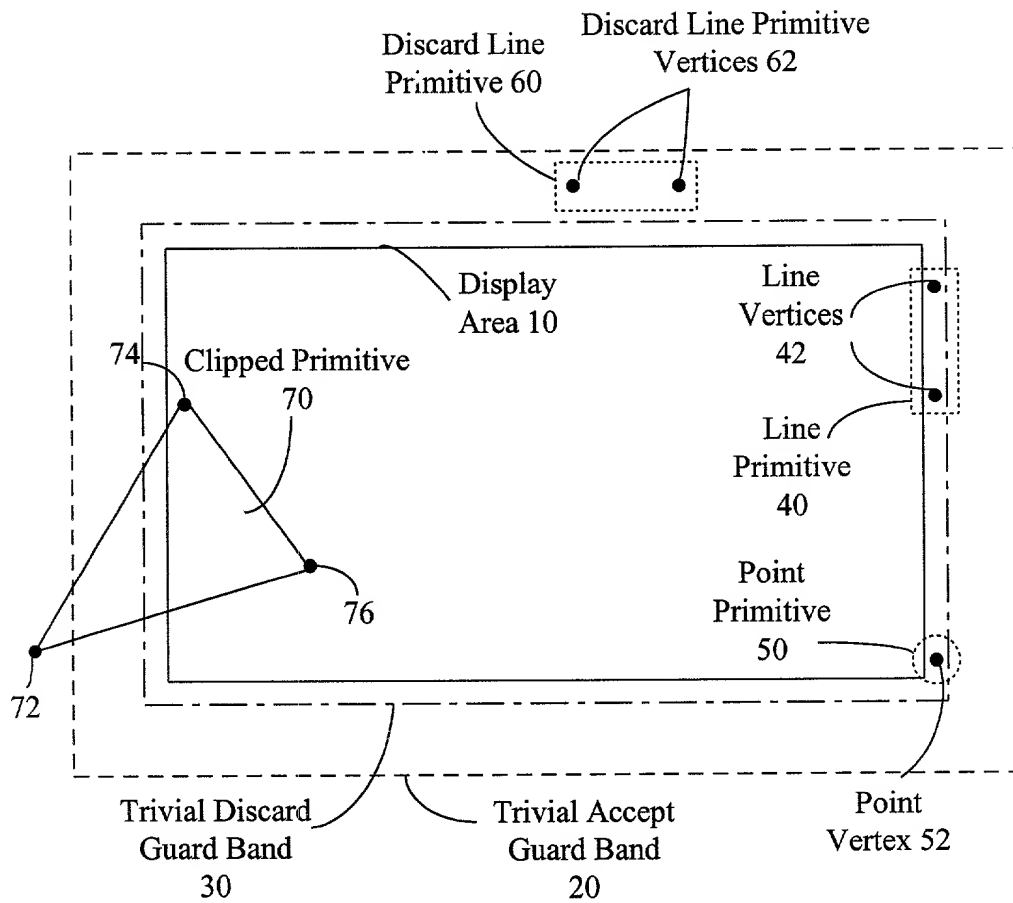 Discard Line
Primitive 60
Discard Line Primitive
Vertices 62
Display
Area 10
Line
Vertices
42
74
Clipped Primitive
70
Line
Primitive
40
76
Point
Primitive
50
72
Trivial Discard
Guard Band
30
Trivial Accept
Guard Band
20
Point
Vertex 52